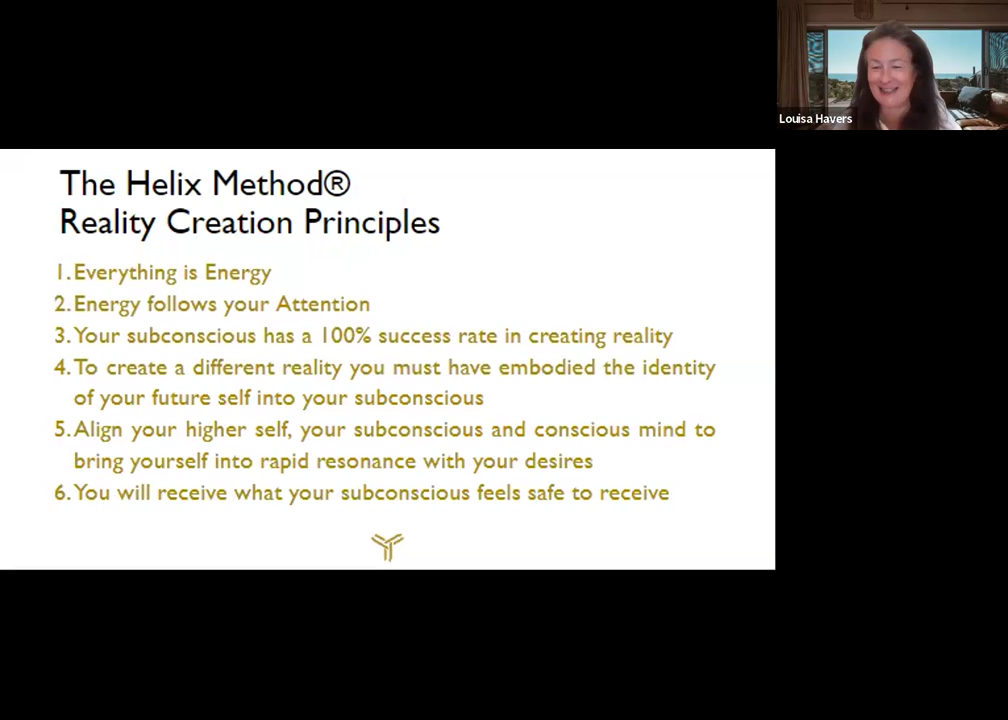 Louisa Havers
The Helix Method®
Reality Creation Principles
1. Everything is Energy
2. Energy follows your Attention
3. Your subconscious has a 100% success rate in creating reality
4. To create a different reality you must have embodied the identity
of your future self into your subconscious
5. Align your higher self, your subconscious and conscious mind to
bring yourself into rapid resonance with your desires
6. You will receive what your subconscious feels safe to receive